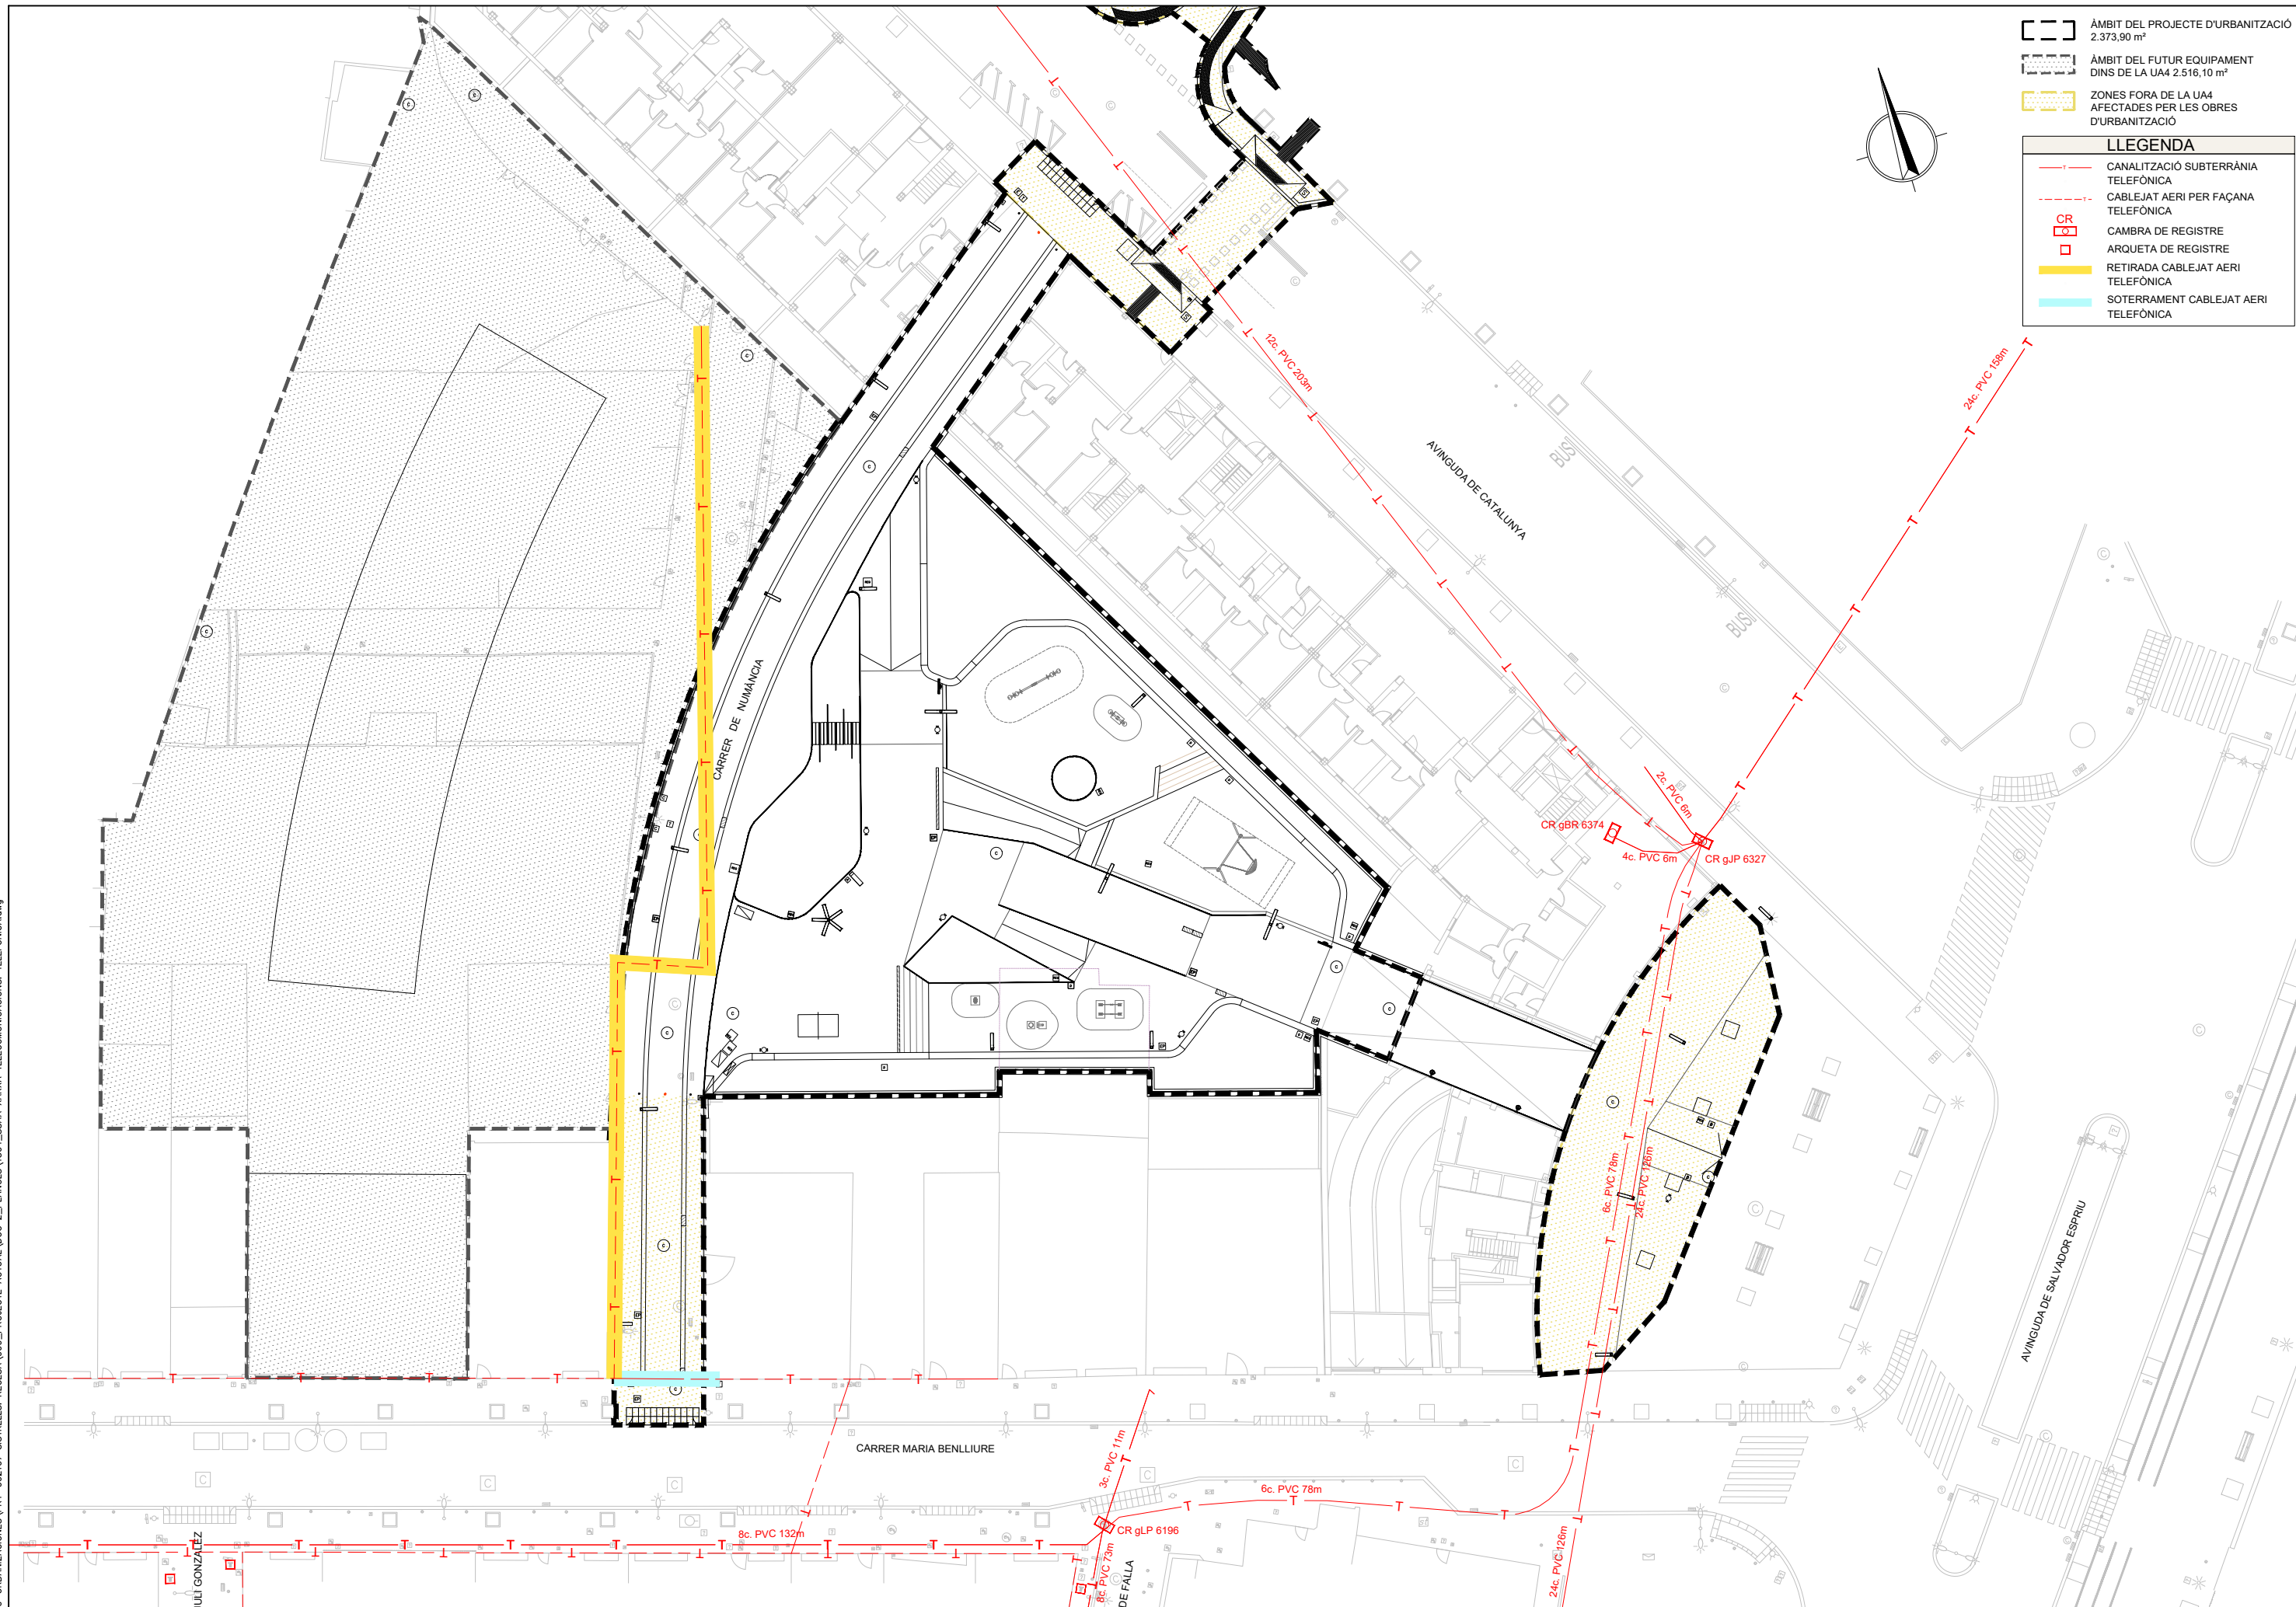 ÀMBIT DEL PROJECTE D'URBANITZACIÓ
2.373,90 m²
ÀMBIT DEL FUTUR EQUIPAMENT
DINS DE LA UA4 2.516,10 m²
ZONES FORA DE LA UA4
AFECTADES PER LES OBRES
D'URBANITZACIÓ
LLEGENDA
CANALITZACIÓ SUBTERRÀNIA
TELEFÒNICA
CABLEJAT AERI PER FAÇANA
TELEFÒNICA
CR
CAMBRA DE REGISTRE
ARQUETA DE REGISTRE
RETIRADA CABLEJAT AERI
TELEFÒNICA
SOTERRAMENT CABLEJAT AERI
TELEFÒNICA
12c. PVC 203m
24c. PVC 158m
AVINGUDA DE CATALUNYA
BUS
BUS
CARRER DE NUMÀNCIA
2c. PVC 6m
CR gBR 6374
4c. PVC 6m
CR gJP 6327
6c. PVC 78m
24c. PVC 126m
AVINGUDA DE SALVADOR ESPRIU
CARRER MARIA BENLLIURE
3c. PVC 11m
6c. PVC 78m
8c. PVC 132m
CR gLP 6196
8c. PVC 73m
24c. PVC 126m
JULI GONZALEZ
DE FALLA